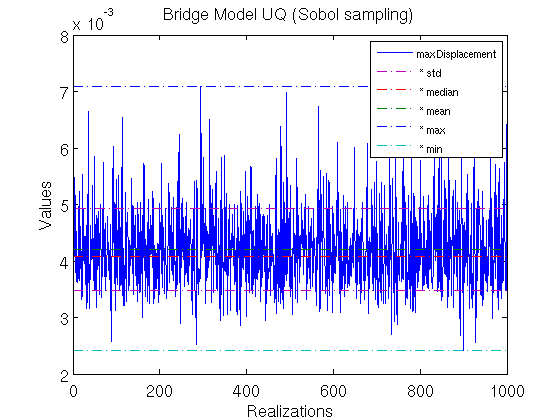 Bridge Model UQ (Sobol sampling)
x 10^-3
8
7
6
5
4
3
2
Values
maxDisplacement
* std
* median
* mean
* max
* min
0 200 400 600 800 1000
Realizations